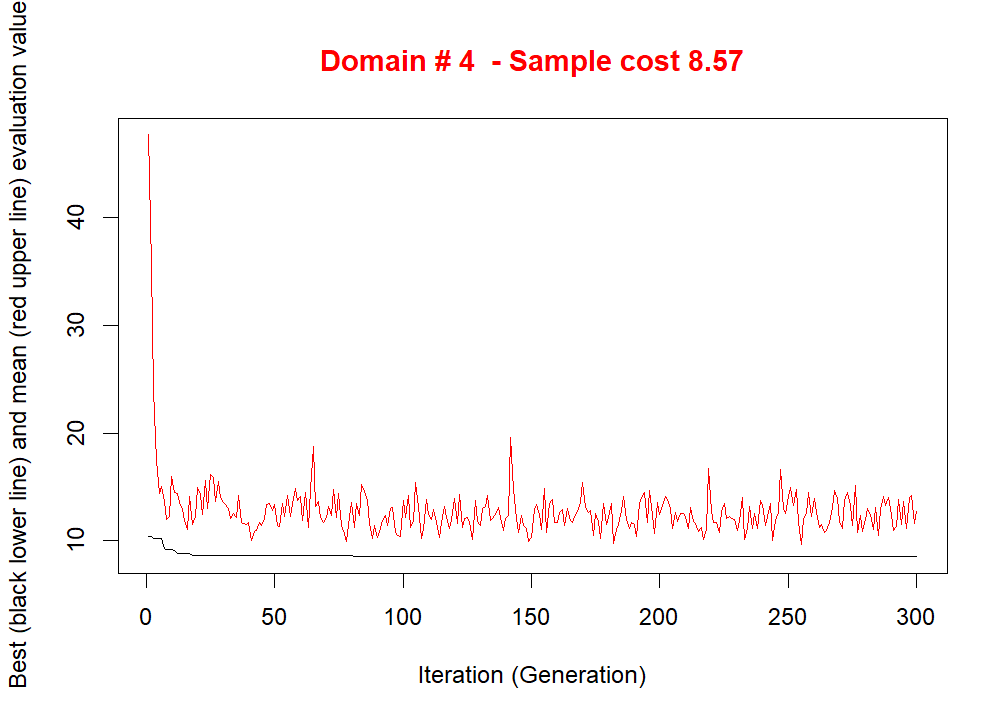 Domain # 4  - Sample cost 8.57
Best (black lower line) and mean (red upper line) evaluation value
40
30
20
10
0 50 100 150 200 250 300
Iteration (Generation)